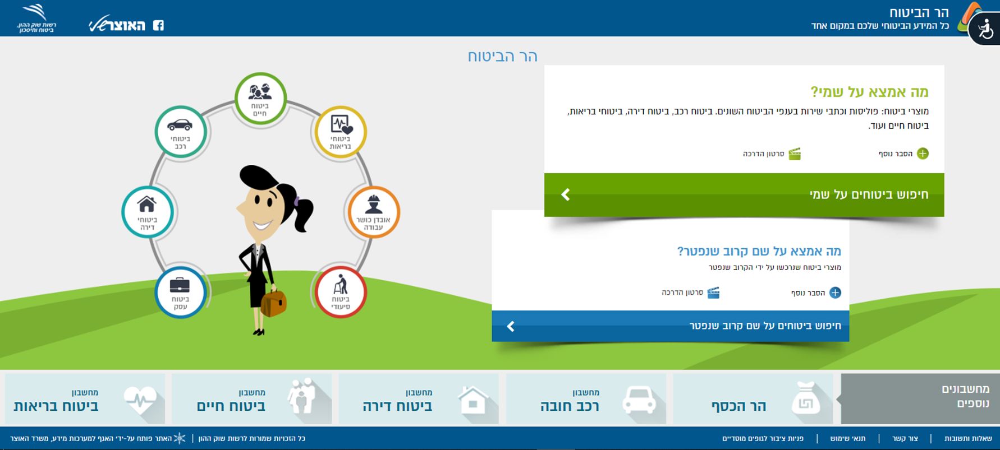 הר הביטוח
כל המידע הביטוחי שלכם במקום אחד
האוצר שלי
רשות שוק ההון,
ביטוח וחיסכון
הר הביטוח
מה אמצא על שמי?
מוצרי ביטוח: פוליסות וכתבי שירות בענפי הביטוח השונים. ביטוח רכב, ביטוח דירה, ביטוחי בריאות,
ביטוח חיים ועוד.
הסבר נוסף
סרטון הדרכה
חיפוש ביטוחים על שמי
מה אמצא על שם קרוב שנפטר?
מוצרי ביטוח שנרכשו על ידי הקרוב שנפטר
הסבר נוסף
סרטון הדרכה
חיפוש ביטוחים על שם קרוב שנפטר
ביטוח
חיים
ביטוחי
בריאות
ביטוחי
רכב
אובדן כושר
עבודה
ביטוחי
דירה
ביטוח
סיעודי
ביטוח
עסק
מחשבונים
נוספים
הר הכסף
מחשבון
רכב חובה
מחשבון
ביטוח דירה
מחשבון
ביטוח חיים
מחשבון
ביטוח בריאות
שאלות ותשובות | צור קשר | תנאי שימוש | פניות ציבור לגופים מוסדיים
כל הזכויות שמורות לרשות שוק ההון | האתר פותח על-ידי האגף למערכות מידע, משרד האוצר